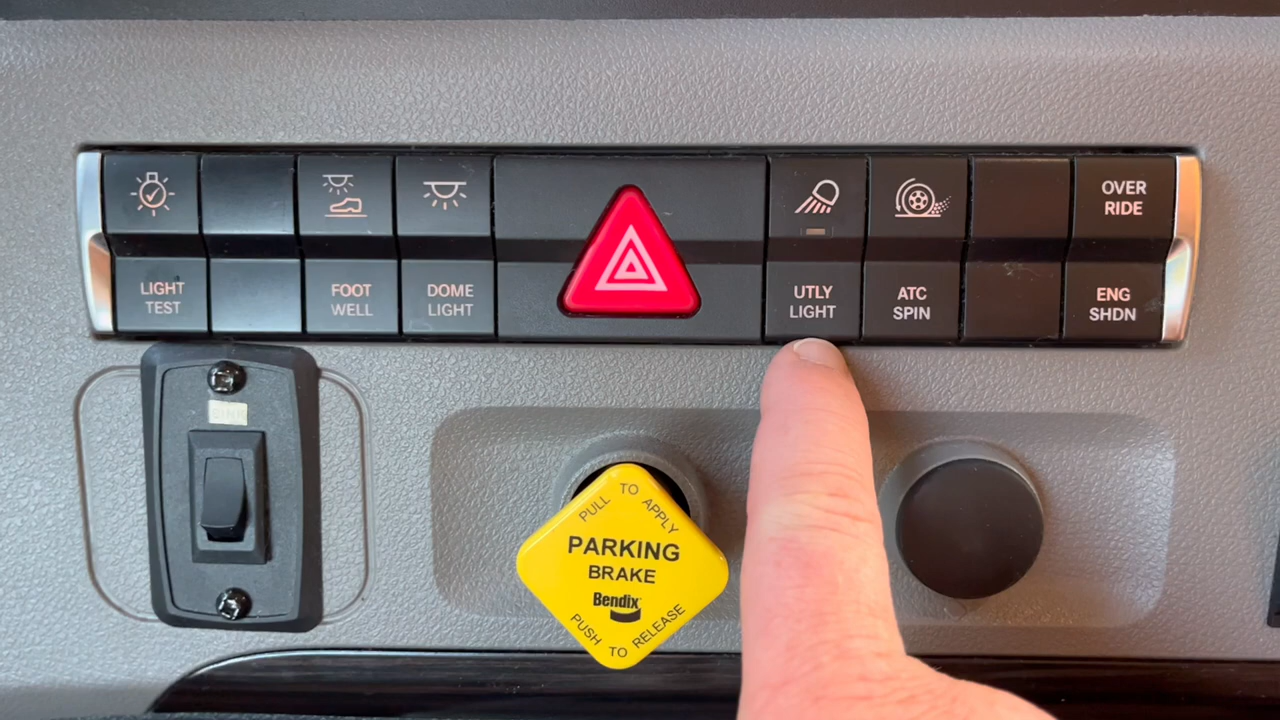 OVER
RIDE
LIGHT
TEST
FOOT
WELL
DOME
LIGHT
UTLY
LIGHT
ATC
SPIN
ENG
SHDN
PULL TO APPLY
PARKING
BRAKE
Bendix
PUSH TO RELEASE